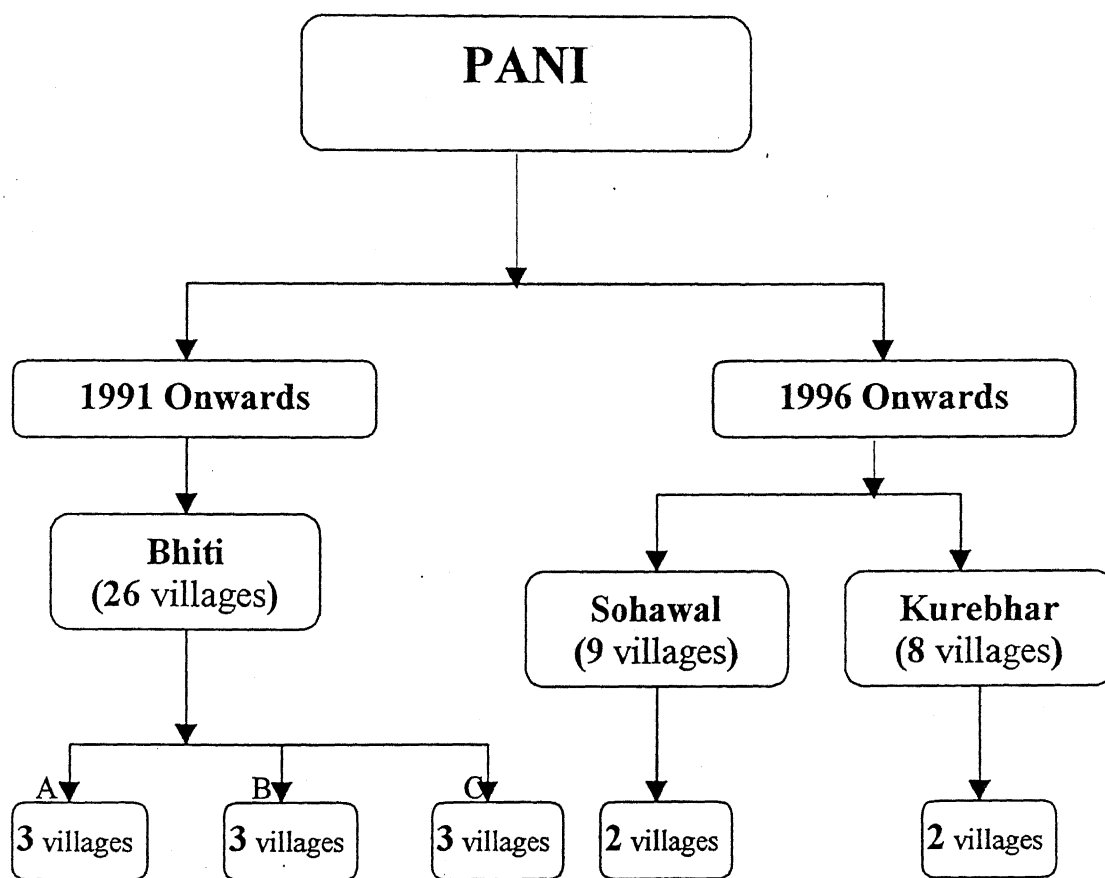 PANI
1991 Onwards
1996 Onwards
Bhiti
(26 villages)
Sohawal
(9 villages)
Kurebhar
(8 villages)
A
B
C
3 villages
3 villages
3 villages
2 villages
2 villages